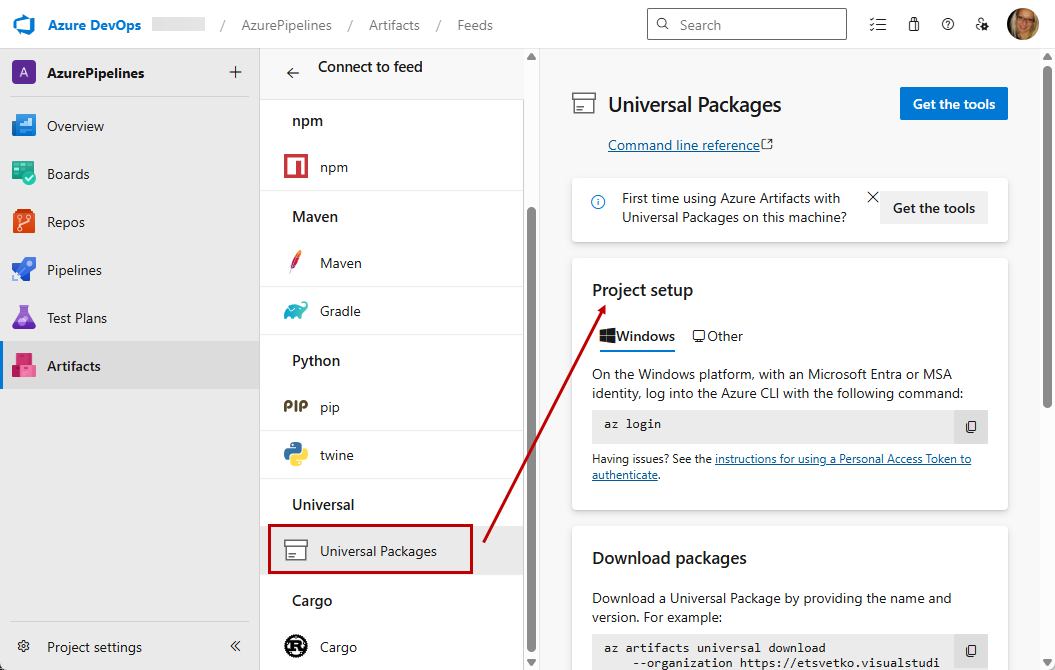 Azure DevOps / AzurePipelines / Artifacts / Feeds
Search
A AzurePipelines +
Overview
Boards
Repos
Pipelines
Test Plans
Artifacts
Project settings
Connect to feed
npm
npm
Maven
Maven
Gradle
Python
PIP pip
twine
Universal
Universal Packages
Cargo
R Cargo
Universal Packages
Get the tools
Command line reference
First time using Azure Artifacts with
Universal Packages on this machine?
Get the tools
Project setup
Windows Other
On the Windows platform, with an Microsoft Entra or MSA
identity, log into the Azure CLI with the following command:
az login
Having issues? See the instructions for using a Personal Access Token to
authenticate.
Download packages
Download a Universal Package by providing the name and
version. For example:
az artifacts universal download
--organization https://etsvetko.visualstudi